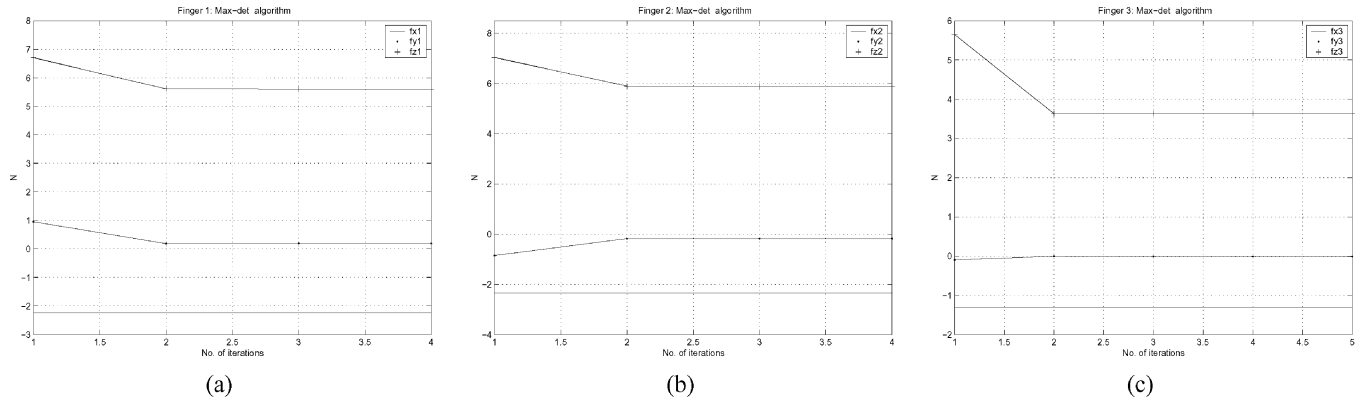 Finger 1: Max−det algorithm
8
7
6
5
4
3
2
1
0
−1
−2
−3
N
fx1
fy1
fz1
1
1.5
2
2.5
3
3.5
4
No. of iterations
(a)
Finger 2: Max−det algorithm
8
6
4
2
0
−2
−4
N
fx2
fy2
fz2
1
1.5
2
2.5
3
3.5
4
No. of iterations
(b)
Finger 3: Max−det algorithm
6
5
4
3
2
1
0
−1
−2
N
fx3
fy3
fz3
1
1.5
2
2.5
3
3.5
4
4.5
5
No. of iterations
(c)